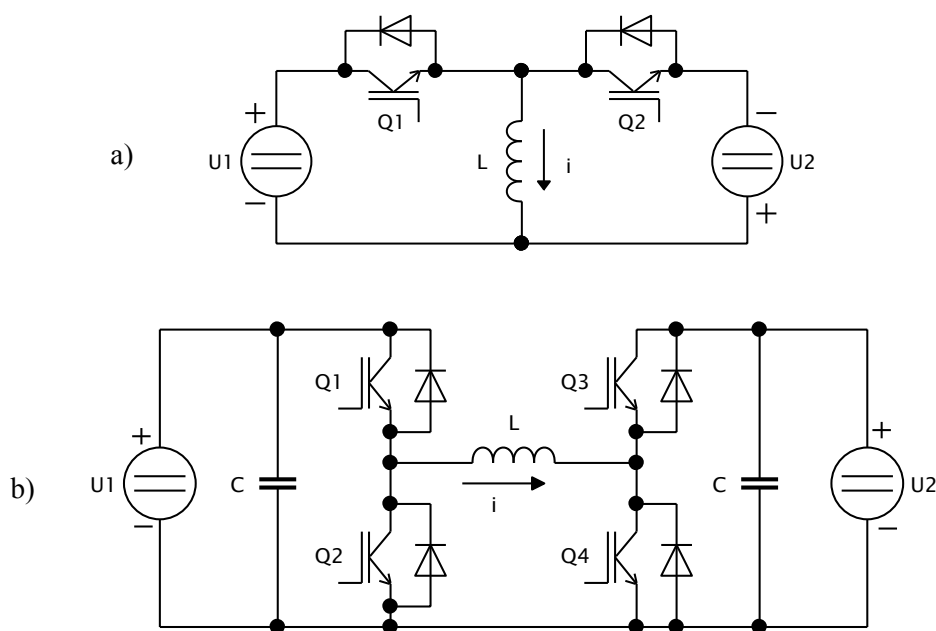 + Q1 Q2 −
a) U1 L i U2
− +
Q1 Q3
+ L +
b) U1 C i C U2
− −
Q2 Q4